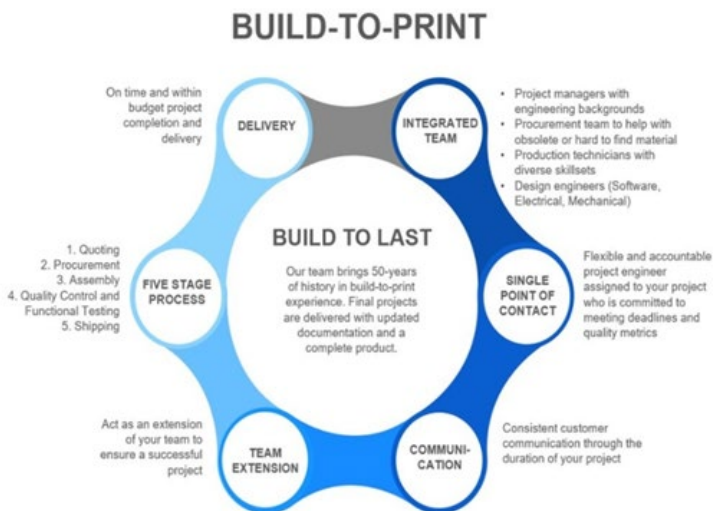 BUILD-TO-PRINT
On time and within
budget project
completion and
delivery
DELIVERY
INTEGRATED
TEAM
• Project managers with
engineering backgrounds
• Procurement team to help with
obsolete or hard to find material
• Production technicians with
diverse skillsets
• Design engineers (Software,
Electrical, Mechanical)
BUILD TO LAST
Our team brings 50-years
of history in build-to-print
experience. Final projects
are delivered with updated
documentation and a
complete product.
1. Quoting
2. Procurement
3. Assembly
4. Quality Control and
Functional Testing
5. Shipping
FIVE STAGE
PROCESS
SINGLE
POINT OF
CONTACT
Flexible and accountable
project engineer
assigned to your project
who is committed to
meeting deadlines and
quality metrics
Act as an extension
of your team to
ensure a successful
project
TEAM
EXTENSION
COMMUNI-
CATION
Consistent customer
communication through the
duration of your project